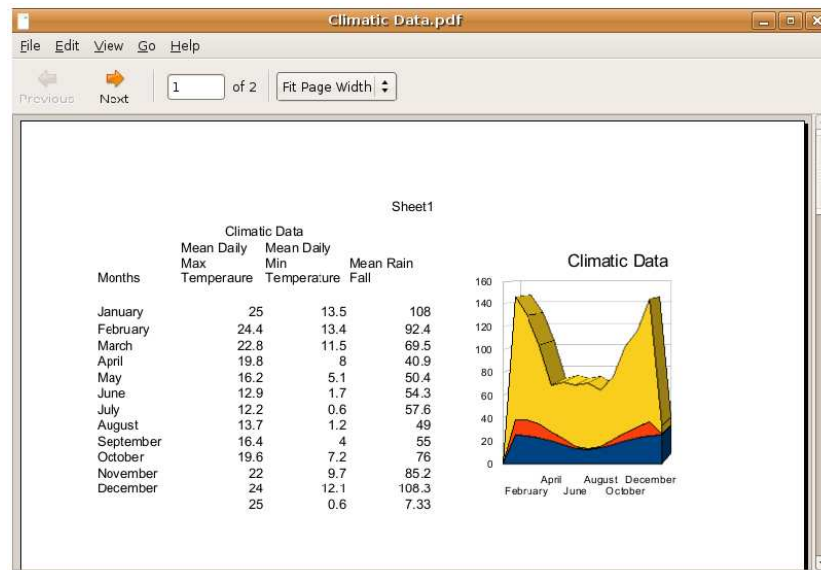 Climatic Data.pdf
File Edit View Go Help
Previous Next 1 of 2 Fit Page Width
Sheet1
Climatic Data
Mean Daily Mean Daily
Max Min Mean Rain
Months Temperaure Temperature Fall
January 25 13.5 108
February 24.4 13.4 92.4
March 22.8 11.5 69.5
April 19.8 8 40.9
May 16.2 5.1 50.4
June 12.9 1.7 54.3
July 12.2 0.6 57.6
August 13.7 1.2 49
September 16.4 4 55
October 19.6 7.2 76
November 22 9.7 85.2
December 24 12.1 108.3
25 0.6 7.33
Climatic Data
160
140
120
100
80
60
40
20
0
April August December
February June October